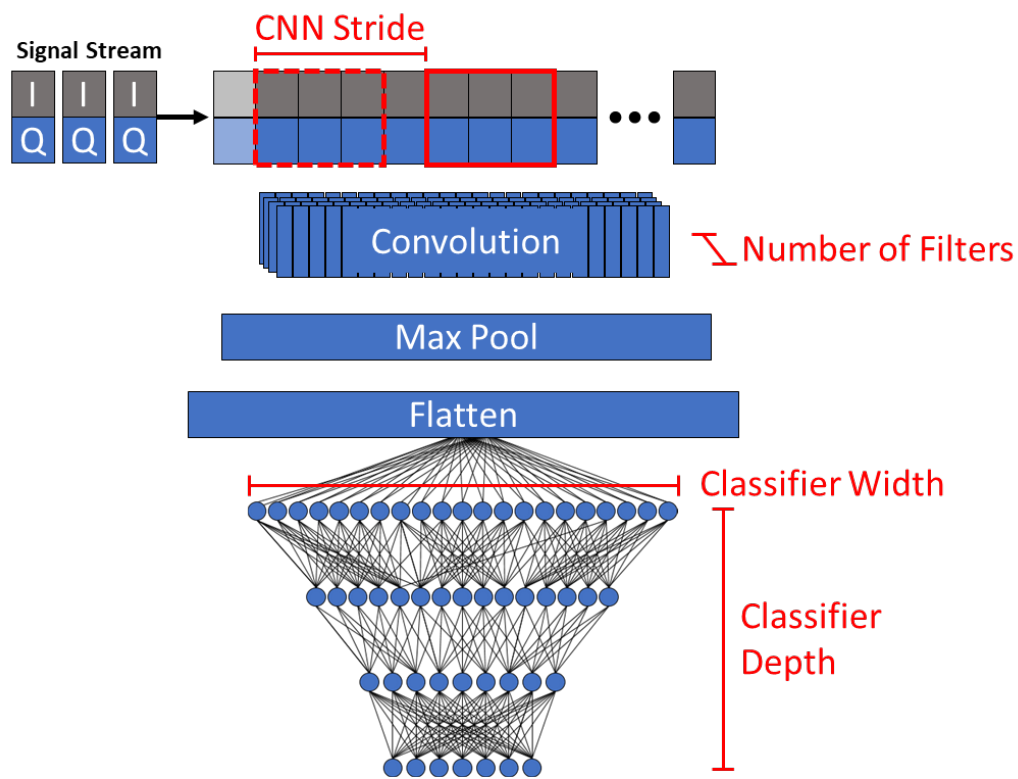 CNN Stride
Signal Stream
I I I
Q Q Q
Convolution
Number of Filters
Max Pool
Flatten
Classifier Width
Classifier
Depth